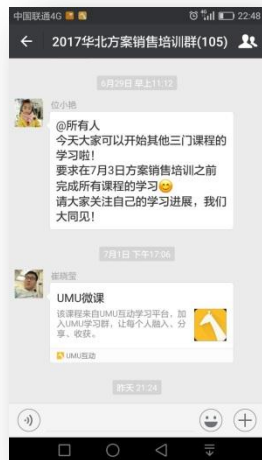 中国联通4G 22:48
2017华北方案销售培训群(105)
6月29日 早上11:12
位小艳
@所有人
今天大家可以开始其他三门课程的
学习啦!
要求在7月3日方案销售培训之前
完成所有课程的学习
请大家关注自己的学习进展,我们
大同见!
7月1日 下午17:06
崔晓莹
UMU微课
该课程来自UMU互动学习平台,加
入UMU学习群,让每个人融入、分
享、收获。
UMU互动
昨天 21:24